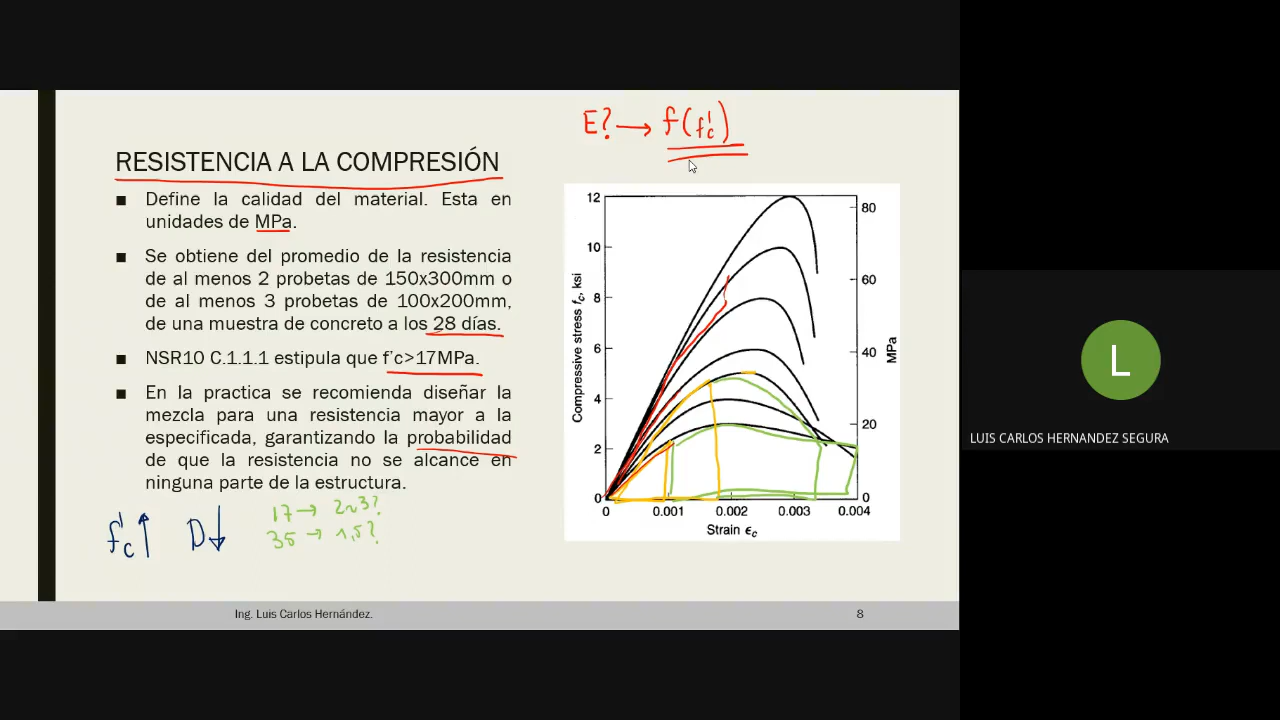 E? → f(f'c)
RESISTENCIA A LA COMPRESIÓN
■ Define la calidad del material. Esta en
unidades de MPa.
■ Se obtiene del promedio de la resistencia
de al menos 2 probetas de 150x300mm o
de al menos 3 probetas de 100x200mm,
de una muestra de concreto a los 28 días.
■ NSR10 C.1.1.1 estipula que f´c>17MPa.
■ En la practica se recomienda diseñar la
mezcla para una resistencia mayor a la
especificada, garantizando la probabilidad
de que la resistencia no se alcance en
ninguna parte de la estructura.
f'c ↑ D ↓
17 → 2~3?
35 → 1,5?
12
10
8
6
4
2
0
Compressive stress fc, ksi
80
60
40
20
0
MPa
0 0.001 0.002 0.003 0.004
Strain ϵc
Ing. Luis Carlos Hernández.
8
L
LUIS CARLOS HERNANDEZ SEGURA